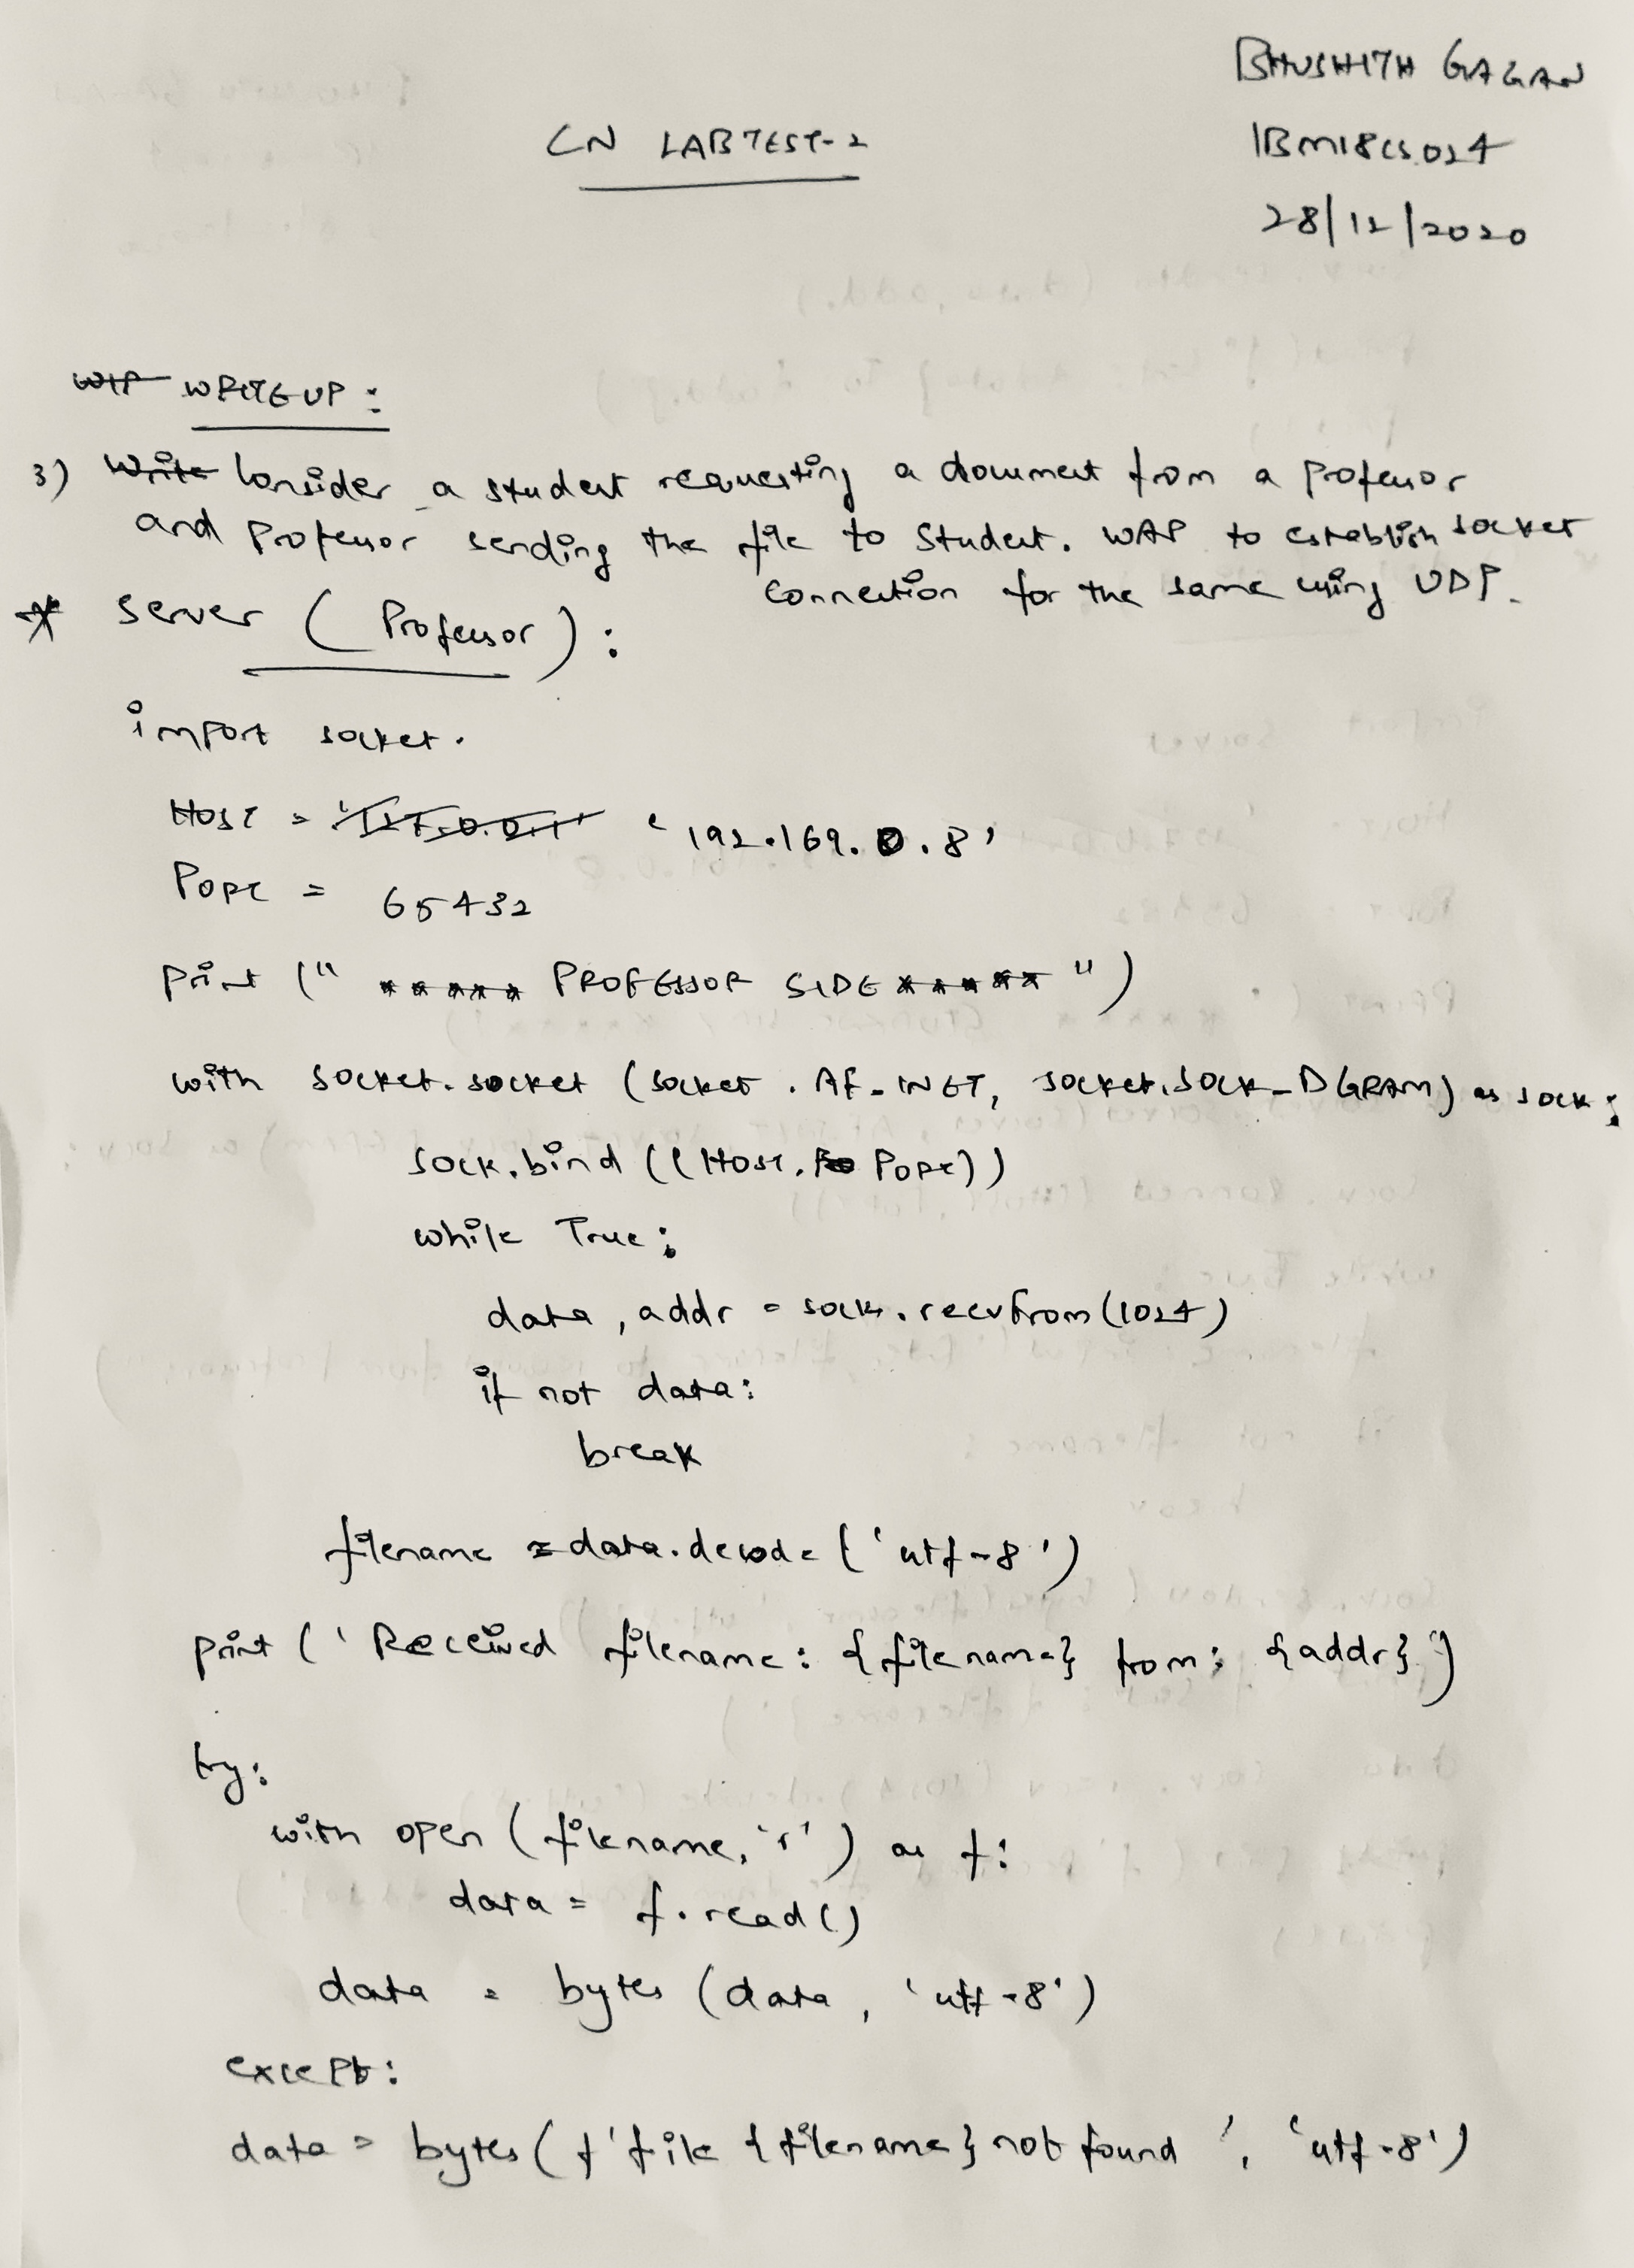 BHUSHITH GAGAN
CN LABTEST-2
1BM18CS024
28/12/2020
WRITEUP:
3) Write Consider a student requesting a document from a professor
and professor sending the file to Student. WAP to establish socket
connection for the same using UDP.
* Server (Professor):
import socket.
HOST = '127.0.0.1' '192.169.0.8'
PORT = 65432
print (" ***** PROFESSOR SIDE ***** ")
with socket.socket (socket.AF_INET, socket.SOCK_DGRAM) as sock:
sock.bind ((HOST, PORT))
while True:
data, addr = sock.recvfrom(1024)
if not data:
break
filename = data.decode ('utf-8')
print (' Received filename: {filename} from: {addr} ')
try:
with open (filename, 'r') as f:
data = f.read()
data = bytes (data, 'utf-8')
except:
data = bytes (f'file {filename} not found ', 'utf-8')